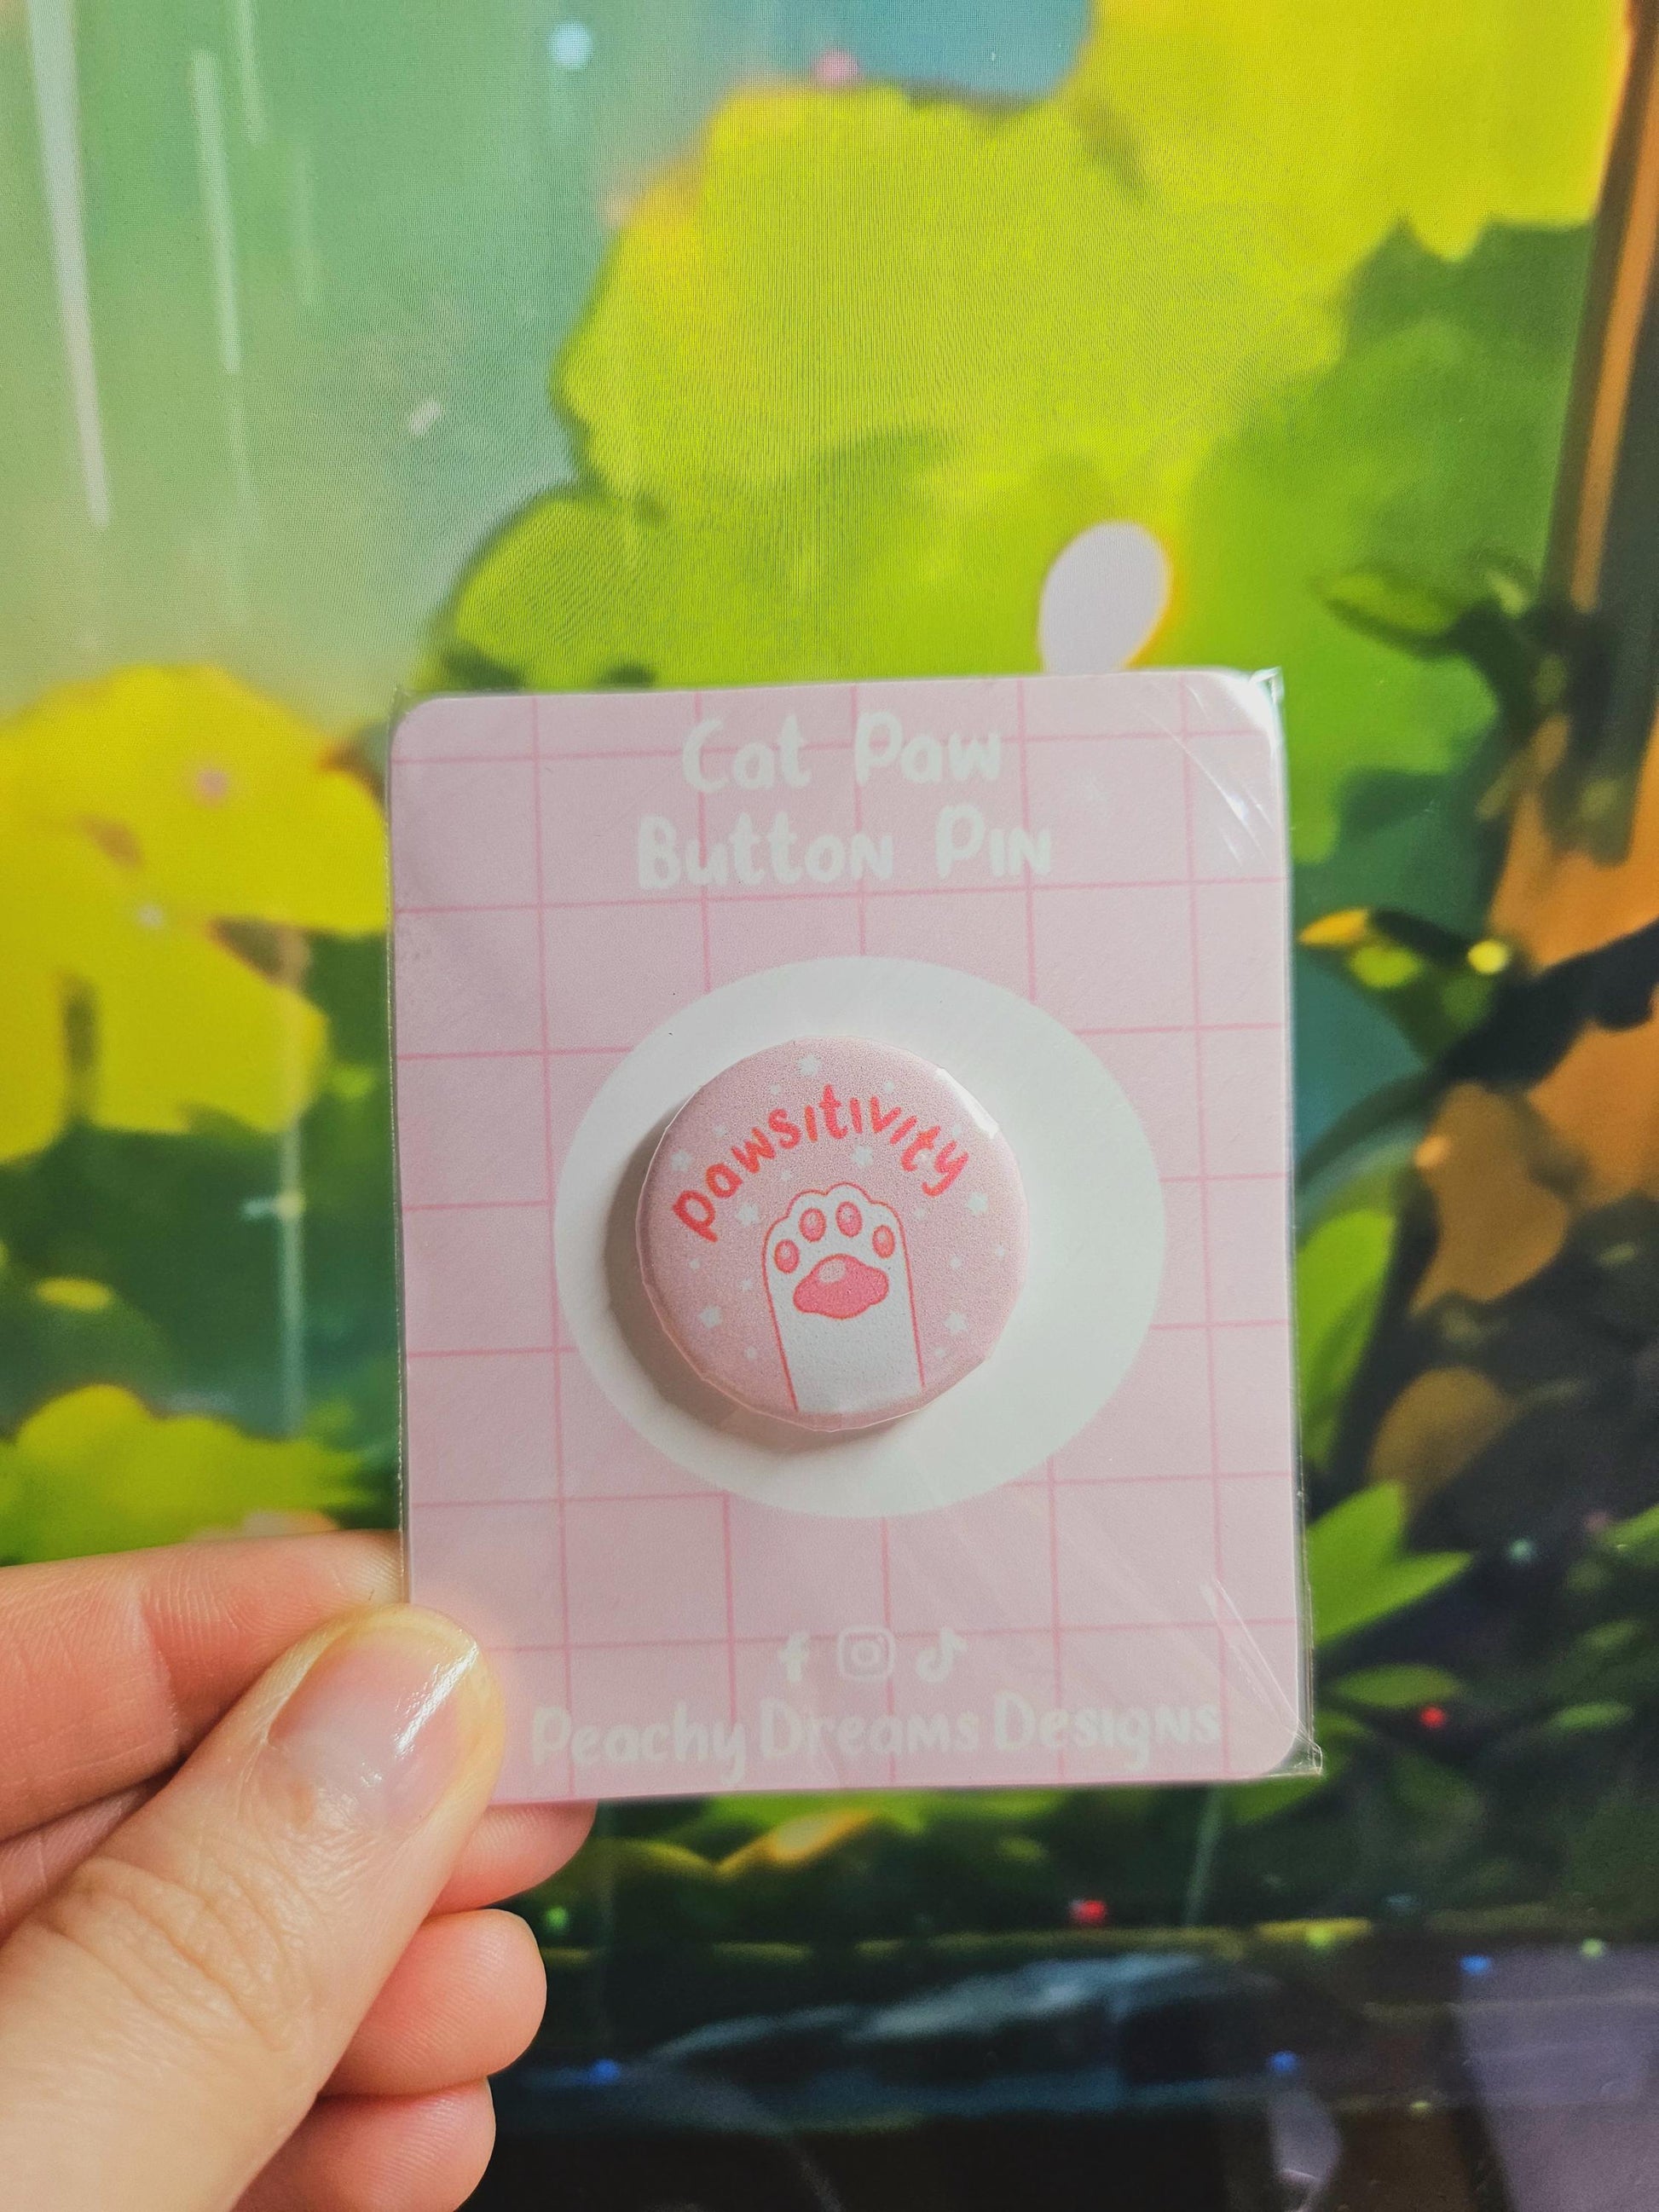 Cat Paw
Button Pin
pawsitivity
Peachy Dreams Designs